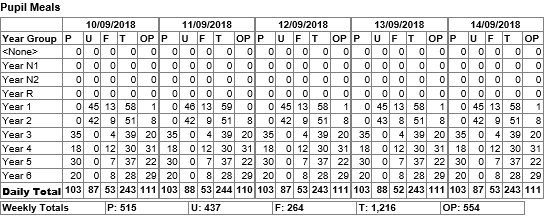 Pupil Meals
10/09/2018 11/09/2018 12/09/2018 13/09/2018 14/09/2018
Year Group P U F T OP P U F T OP P U F T OP P U F T OP P U F T OP
<None> 0 0 0 0 0 0 0 0 0 0 0 0 0 0 0 0 0 0 0 0 0 0 0 0 0
Year N1 0 0 0 0 0 0 0 0 0 0 0 0 0 0 0 0 0 0 0 0 0 0 0 0 0
Year N2 0 0 0 0 0 0 0 0 0 0 0 0 0 0 0 0 0 0 0 0 0 0 0 0 0
Year R 0 0 0 0 0 0 0 0 0 0 0 0 0 0 0 0 0 0 0 0 0 0 0 0 0
Year 1 0 45 13 58 1 0 46 13 59 0 0 45 13 58 1 0 45 13 58 1 0 45 13 58 1
Year 2 0 42 9 51 8 0 42 9 51 8 0 42 9 51 8 0 43 8 51 8 0 42 9 51 8
Year 3 35 0 4 39 20 35 0 4 39 20 35 0 4 39 20 35 0 4 39 20 35 0 4 39 20
Year 4 18 0 12 30 31 18 0 12 30 31 18 0 12 30 31 18 0 12 30 31 18 0 12 30 31
Year 5 30 0 7 37 22 30 0 7 37 22 30 0 7 37 22 30 0 7 37 22 30 0 7 37 22
Year 6 20 0 8 28 29 20 0 8 28 29 20 0 8 28 29 20 0 8 28 29 20 0 8 28 29
Daily Total 103 87 53 243 111 103 88 53 244 110 103 87 53 243 111 103 88 52 243 111 103 87 53 243 111
Weekly Totals P: 515 U: 437 F: 264 T: 1,216 OP: 554